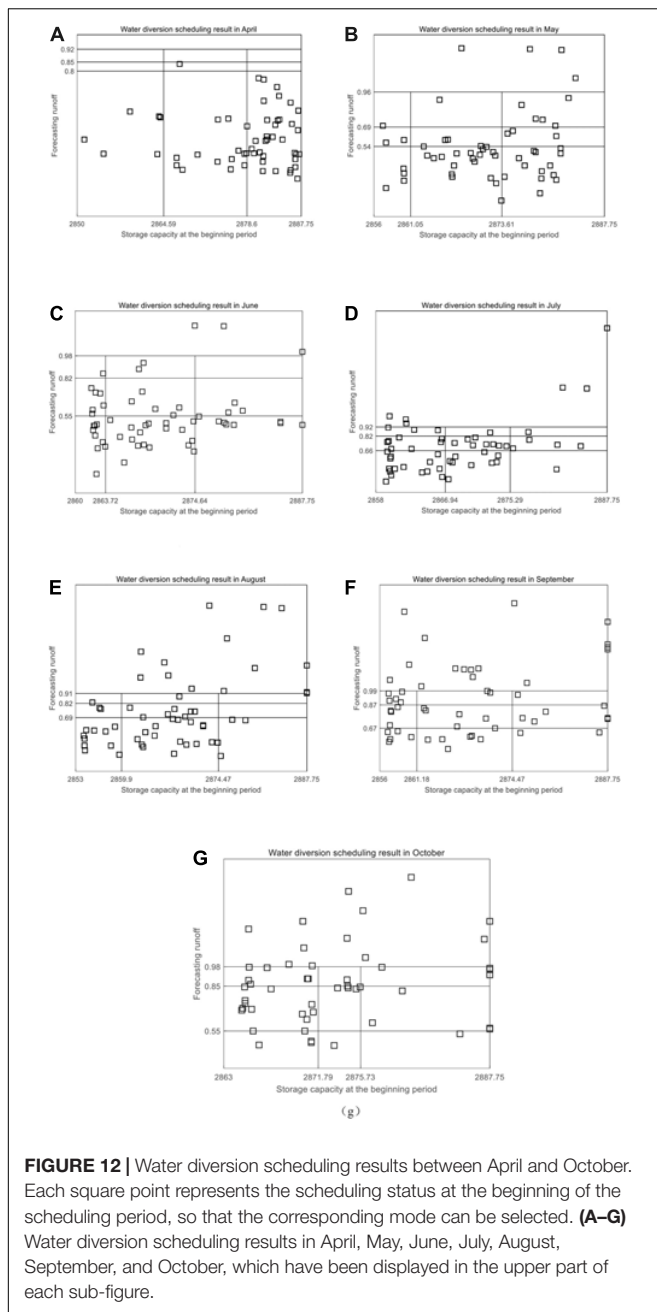 A
Water diversion scheduling result in April
0.92
0.85
0.8
Forecasting runoff
2850 2864.59 2878.6 2887.75
Storage capacity at the beginning period
B
Water diversion scheduling result in May
0.96
0.69
0.54
Forecasting runoff
2856 2861.05 2873.61 2887.75
Storage capacity at the beginning period
C
Water diversion scheduling result in June
0.98
0.82
0.55
Forecasting runoff
2860 2863.72 2874.64 2887.75
Storage capacity at the beginning period
D
Water diversion scheduling result in July
0.92
0.82
0.66
Forecasting runoff
2858 2866.94 2875.29 2887.75
Storage capacity at the beginning period
E
Water diversion scheduling result in August
0.91
0.82
0.69
Forecasting runoff
2853 2859.9 2874.47 2887.75
Storage capacity at the beginning period
F
Water diversion scheduling result in September
0.99
0.87
0.67
Forecasting runoff
2856 2861.18 2874.47 2887.75
Storage capacity at the beginning period
G
Water diversion scheduling result in October
0.98
0.85
0.55
Forecasting runoff
2863 2871.79 2875.73 2887.75
Storage capacity at the beginning period
(g)
FIGURE 12 | Water diversion scheduling results between April and October.
Each square point represents the scheduling status at the beginning of the
scheduling period, so that the corresponding mode can be selected. (A–G)
Water diversion scheduling results in April, May, June, July, August,
September, and October, which have been displayed in the upper part of
each sub-figure.